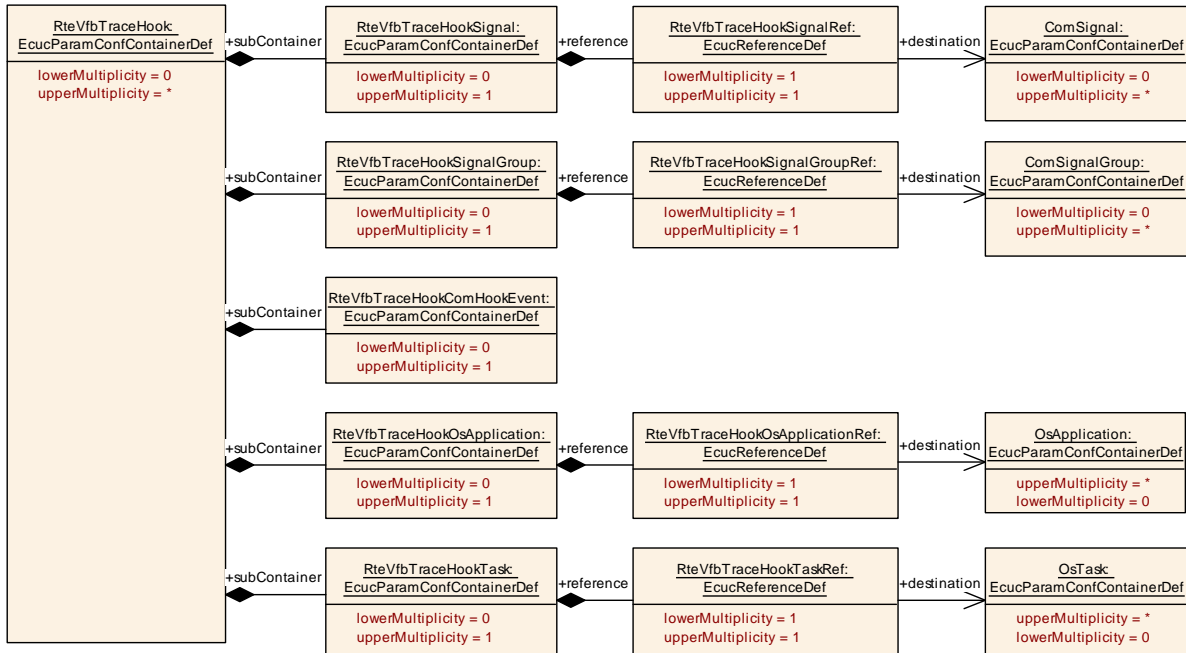 RteVfbTraceHook:
EcucParamConfContainerDef
lowerMultiplicity = 0
upperMultiplicity = *
+subContainer
RteVfbTraceHookSignal:
EcucParamConfContainerDef
lowerMultiplicity = 0
upperMultiplicity = 1
+reference
RteVfbTraceHookSignalRef:
EcucReferenceDef
lowerMultiplicity = 1
upperMultiplicity = 1
+destination
ComSignal:
EcucParamConfContainerDef
lowerMultiplicity = 0
upperMultiplicity = *
+subContainer
RteVfbTraceHookSignalGroup:
EcucParamConfContainerDef
lowerMultiplicity = 0
upperMultiplicity = 1
+reference
RteVfbTraceHookSignalGroupRef:
EcucReferenceDef
lowerMultiplicity = 1
upperMultiplicity = 1
+destination
ComSignalGroup:
EcucParamConfContainerDef
lowerMultiplicity = 0
upperMultiplicity = *
+subContainer
RteVfbTraceHookComHookEvent:
EcucParamConfContainerDef
lowerMultiplicity = 0
upperMultiplicity = 1
+subContainer
RteVfbTraceHookOsApplication:
EcucParamConfContainerDef
lowerMultiplicity = 0
upperMultiplicity = 1
+reference
RteVfbTraceHookOsApplicationRef:
EcucReferenceDef
lowerMultiplicity = 1
upperMultiplicity = 1
+destination
OsApplication:
EcucParamConfContainerDef
upperMultiplicity = *
lowerMultiplicity = 0
+subContainer
RteVfbTraceHookTask:
EcucParamConfContainerDef
lowerMultiplicity = 0
upperMultiplicity = 1
+reference
RteVfbTraceHookTaskRef:
EcucReferenceDef
lowerMultiplicity = 1
upperMultiplicity = 1
+destination
OsTask:
EcucParamConfContainerDef
upperMultiplicity = *
lowerMultiplicity = 0